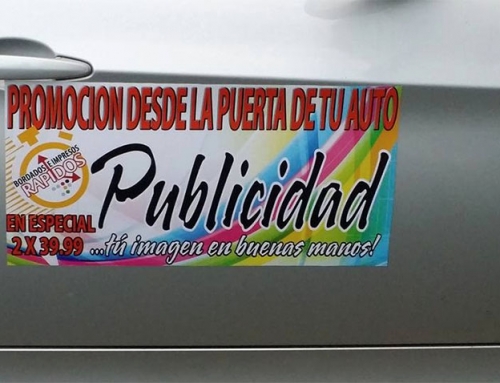 PROMOCION DESDE LA PUERTA DE TU AUTO
BORDADOS E IMPRESOS
RAPIDOS
Publicidad
EN ESPECIAL
2 X 39.99
...tú imagen en buenas manos!